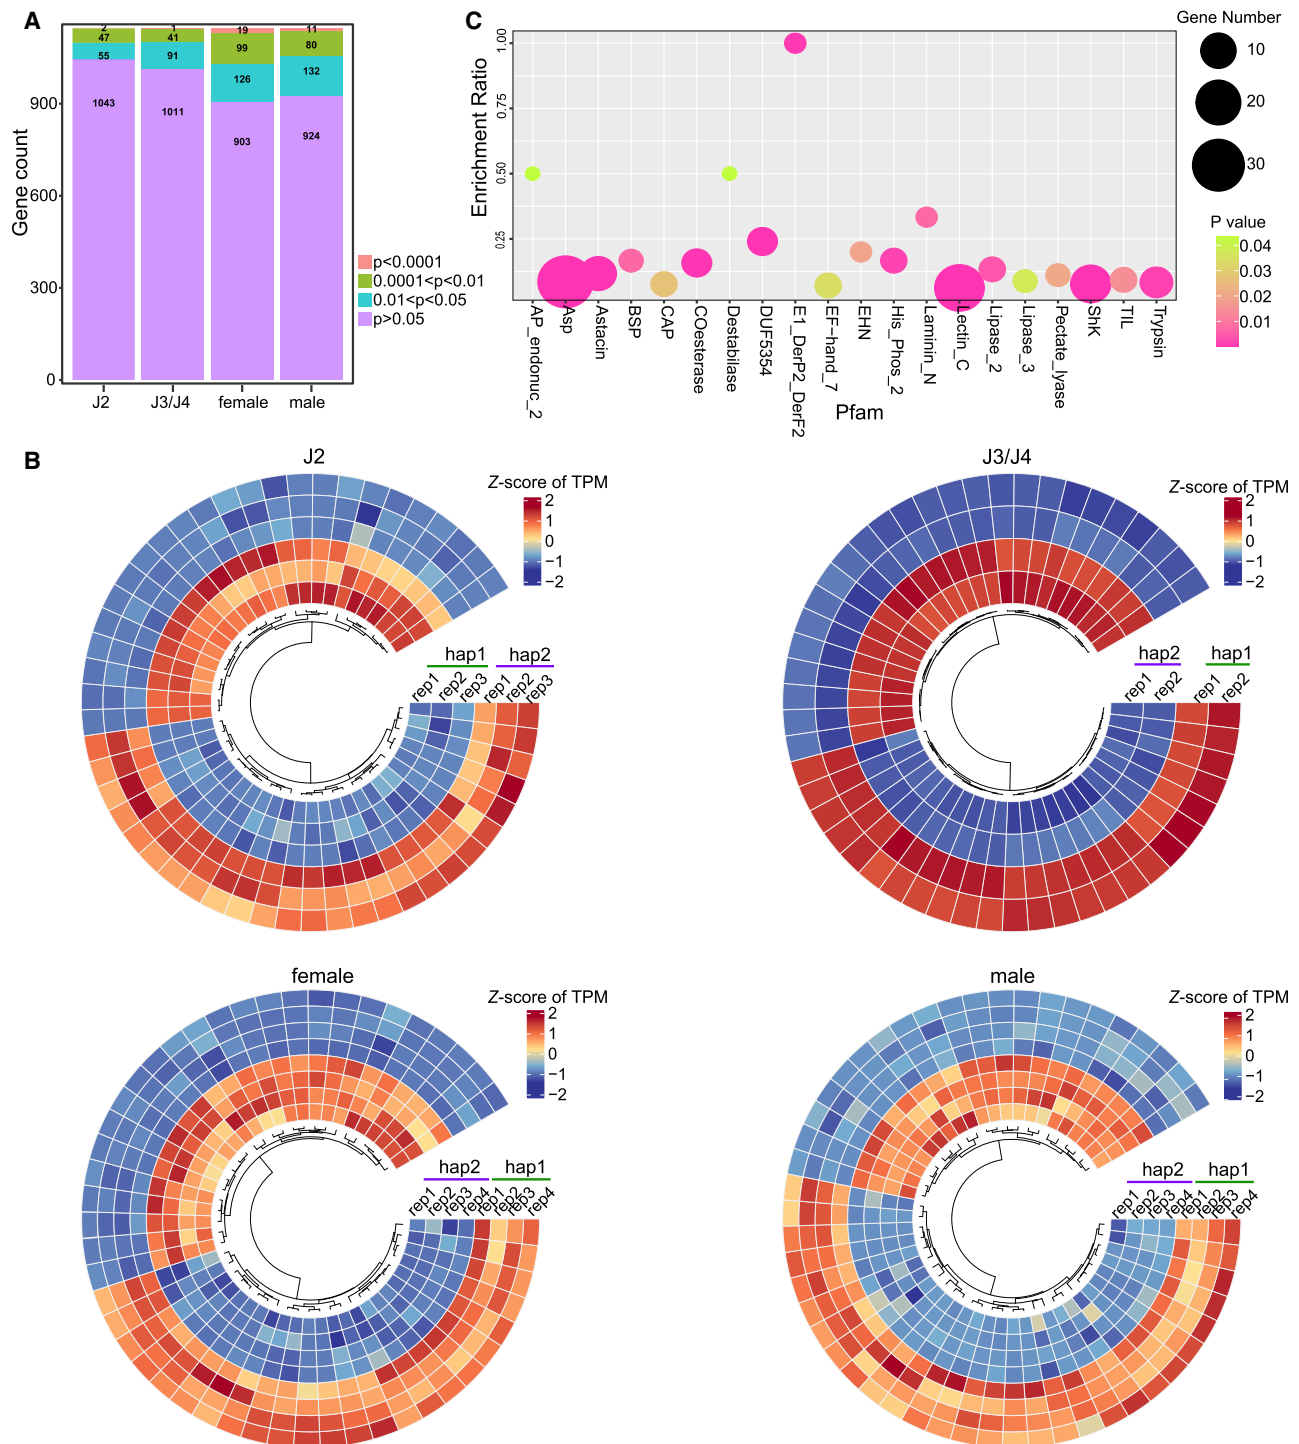 A
2
47
55
1043
1
41
91
1011
19
99
126
903
11
80
132
924
Gene count
900
600
300
0
J2
J3/J4
female
male
p<0.0001
0.0001<p<0.01
0.01<p<0.05
p>0.05
C
Enrichment Ratio
1.00
0.75
0.50
0.25
AP_endonuc_2
Asp
Astacin
BSP
CAP
COesterase
Destabilase
DUF5354
E1_DerP2_DerF2
EF-hand_7
EHN
His_Phos_2
Laminin_N
Lectin_C
Lipase_2
Lipase_3
Pectate_lyase
ShK
TIL
Trypsin
Pfam
Gene Number
10
20
30
P value
0.04
0.03
0.02
0.01
B
J2
Z-score of TPM
2
1
0
−1
−2
hap1
hap2
rep1
rep2
rep3
rep1
rep2
rep3
J3/J4
Z-score of TPM
2
1
0
−1
−2
hap2
hap1
rep1
rep2
rep1
rep2
female
Z-score of TPM
2
1
0
−1
−2
hap2
hap1
rep1
rep2
rep3
rep4
rep1
rep2
rep3
rep4
male
Z-score of TPM
2
1
0
−1
−2
hap2
hap1
rep1
rep2
rep3
rep4
rep1
rep2
rep3
rep4